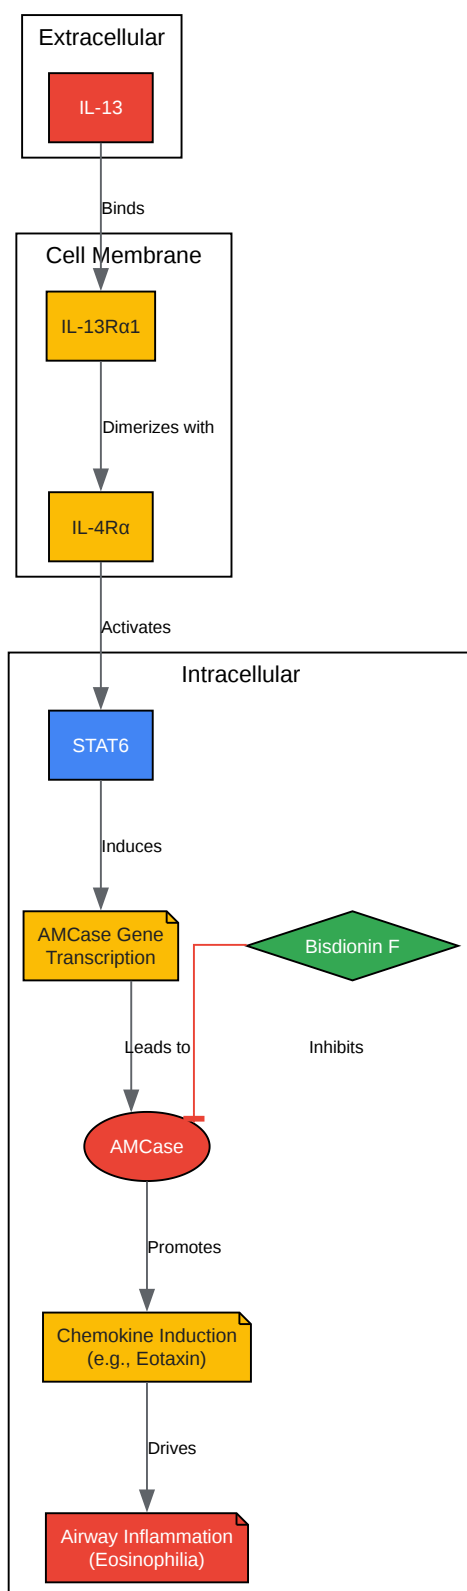 Extracellular
IL-13
Binds
Cell Membrane
IL-13Rα1
Dimerizes with
IL-4Rα
Activates
Intracellular
STAT6
Induces
AMCase Gene
Transcription
Bisdionin F
Leads to
Inhibits
AMCase
Promotes
Chemokine Induction
(e.g., Eotaxin)
Drives
Airway Inflammation
(Eosinophilia)